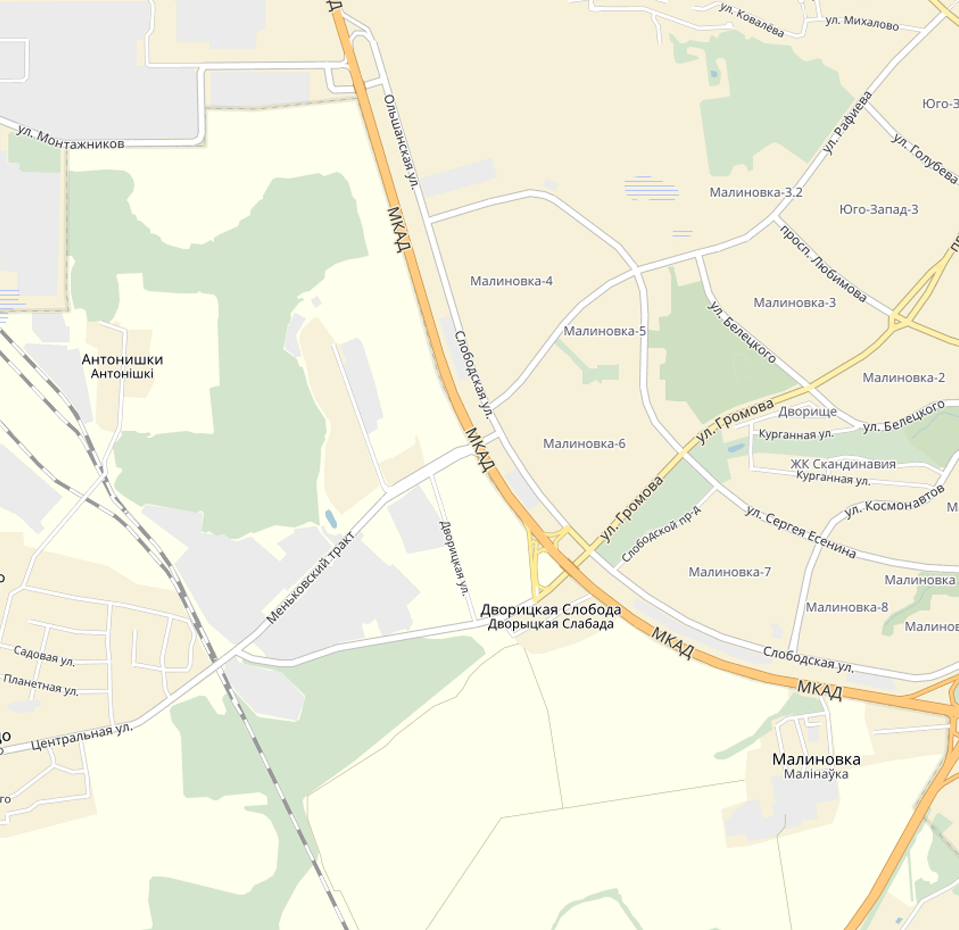 Д
ул. Ковалёва
ул. Михалово
Ольшанская ул.
ул. Рафиева
Юго-З
ул. Монтажников
ул. Голубева
МКАД
Малиновка-3.2
Юго-Запад-3
просп. Любимова
Малиновка-4
Малиновка-3
Малиновка-5
ул. Белецкого
Слободская ул.
Антонишки
Антонішкі
Малиновка-2
ул. Громова
Дворище
ул. Белецкого
Курганная ул.
МКАД
Малиновка-6
ЖК Скандинавия
Курганная ул.
ул. Громова
ул. Космонавтов
М
Дворицкая ул.
Слободской пр-д
ул. Сергея Есенина
Меньковский тракт
о
Малиновка-7
Малиновка
Дворицкая Слобода
Дворыцкая Слабада
Малиновка-8
Малинов
МКАД
Садовая ул.
Слободская ул.
Планетная ул.
МКАД
Центральная ул.
цо
Малиновка
Малінаўка
го